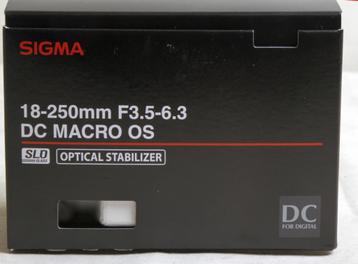 SIGMA
18-250mm F3.5-6.3
DC MACRO OS
SLD OPTICAL STABILIZER
DC
FOR DIGITAL